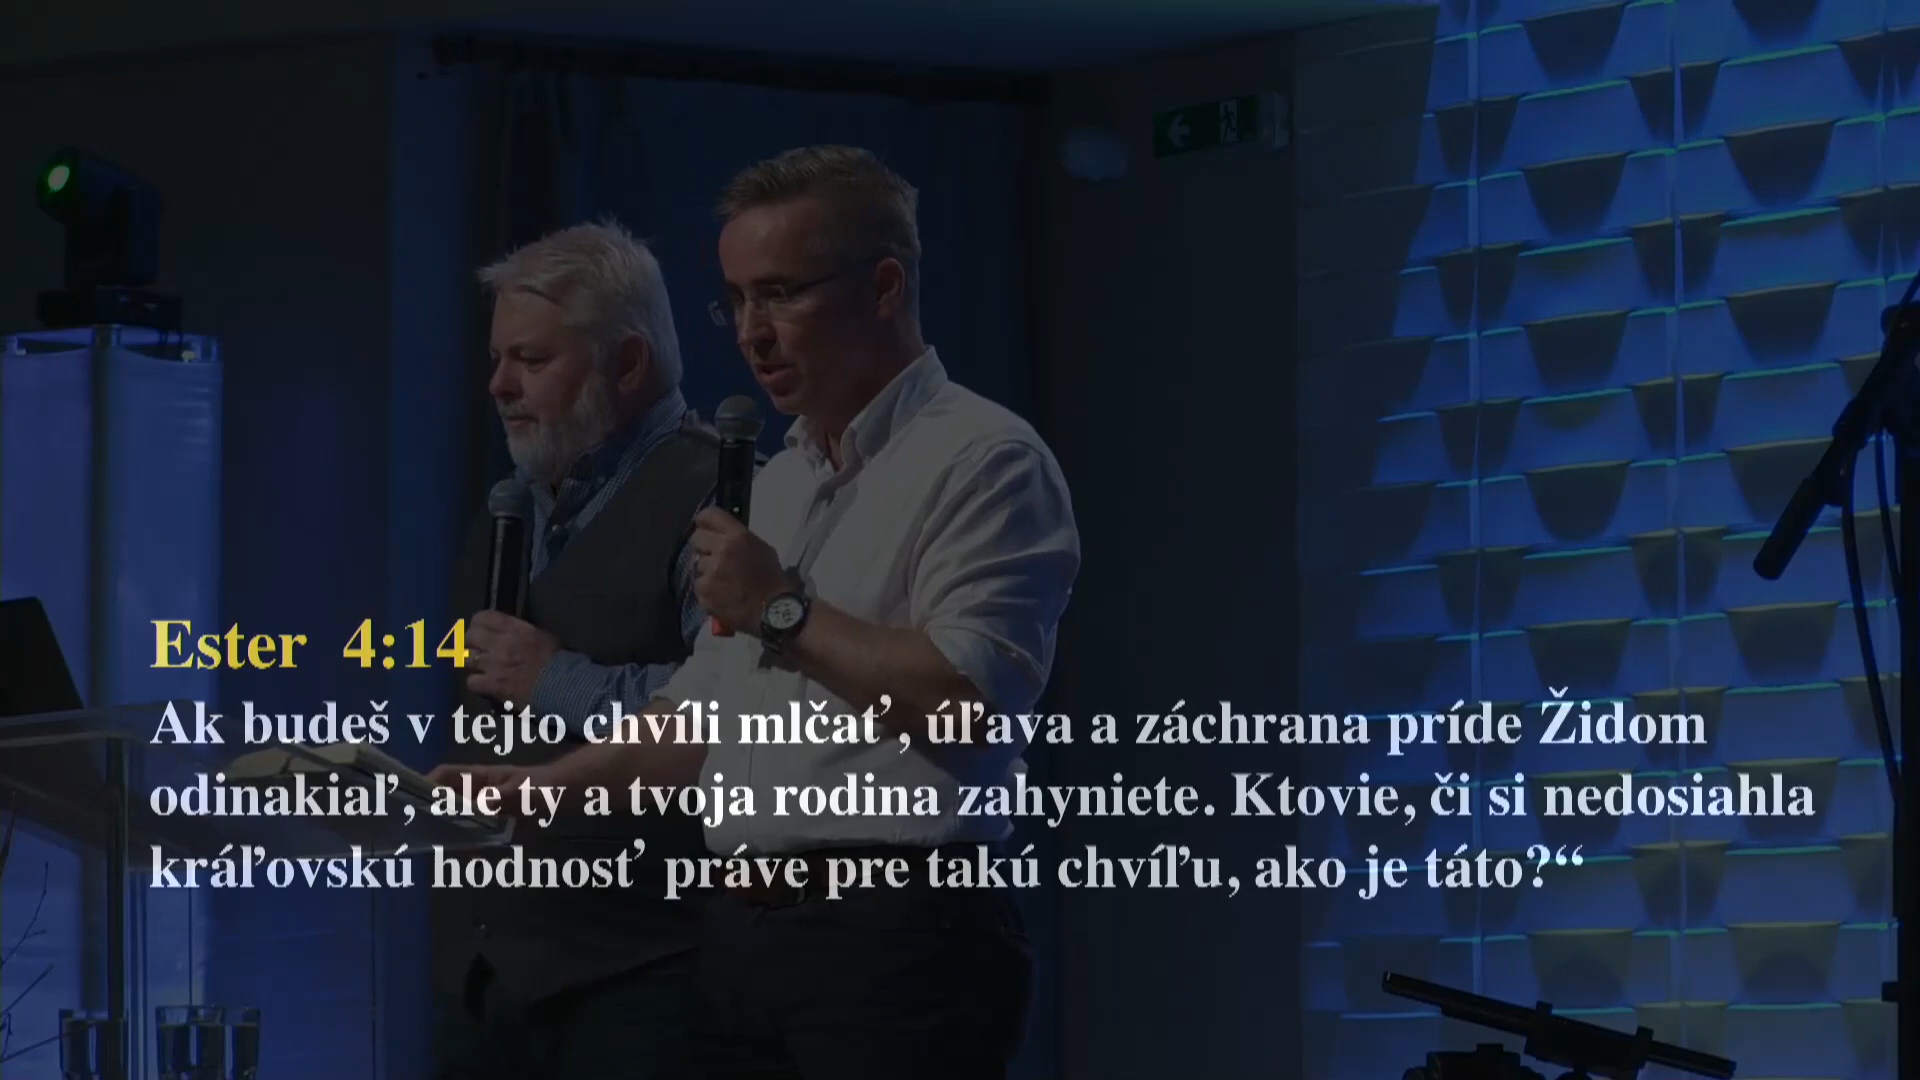 Ester 4:14
Ak budeš v tejto chvíli mlčať, úľava a záchrana príde Židom
odinakiaľ, ale ty a tvoja rodina zahyniete. Ktovie, či si nedosiahla
kráľovskú hodnosť práve pre takú chvíľu, ako je táto?“